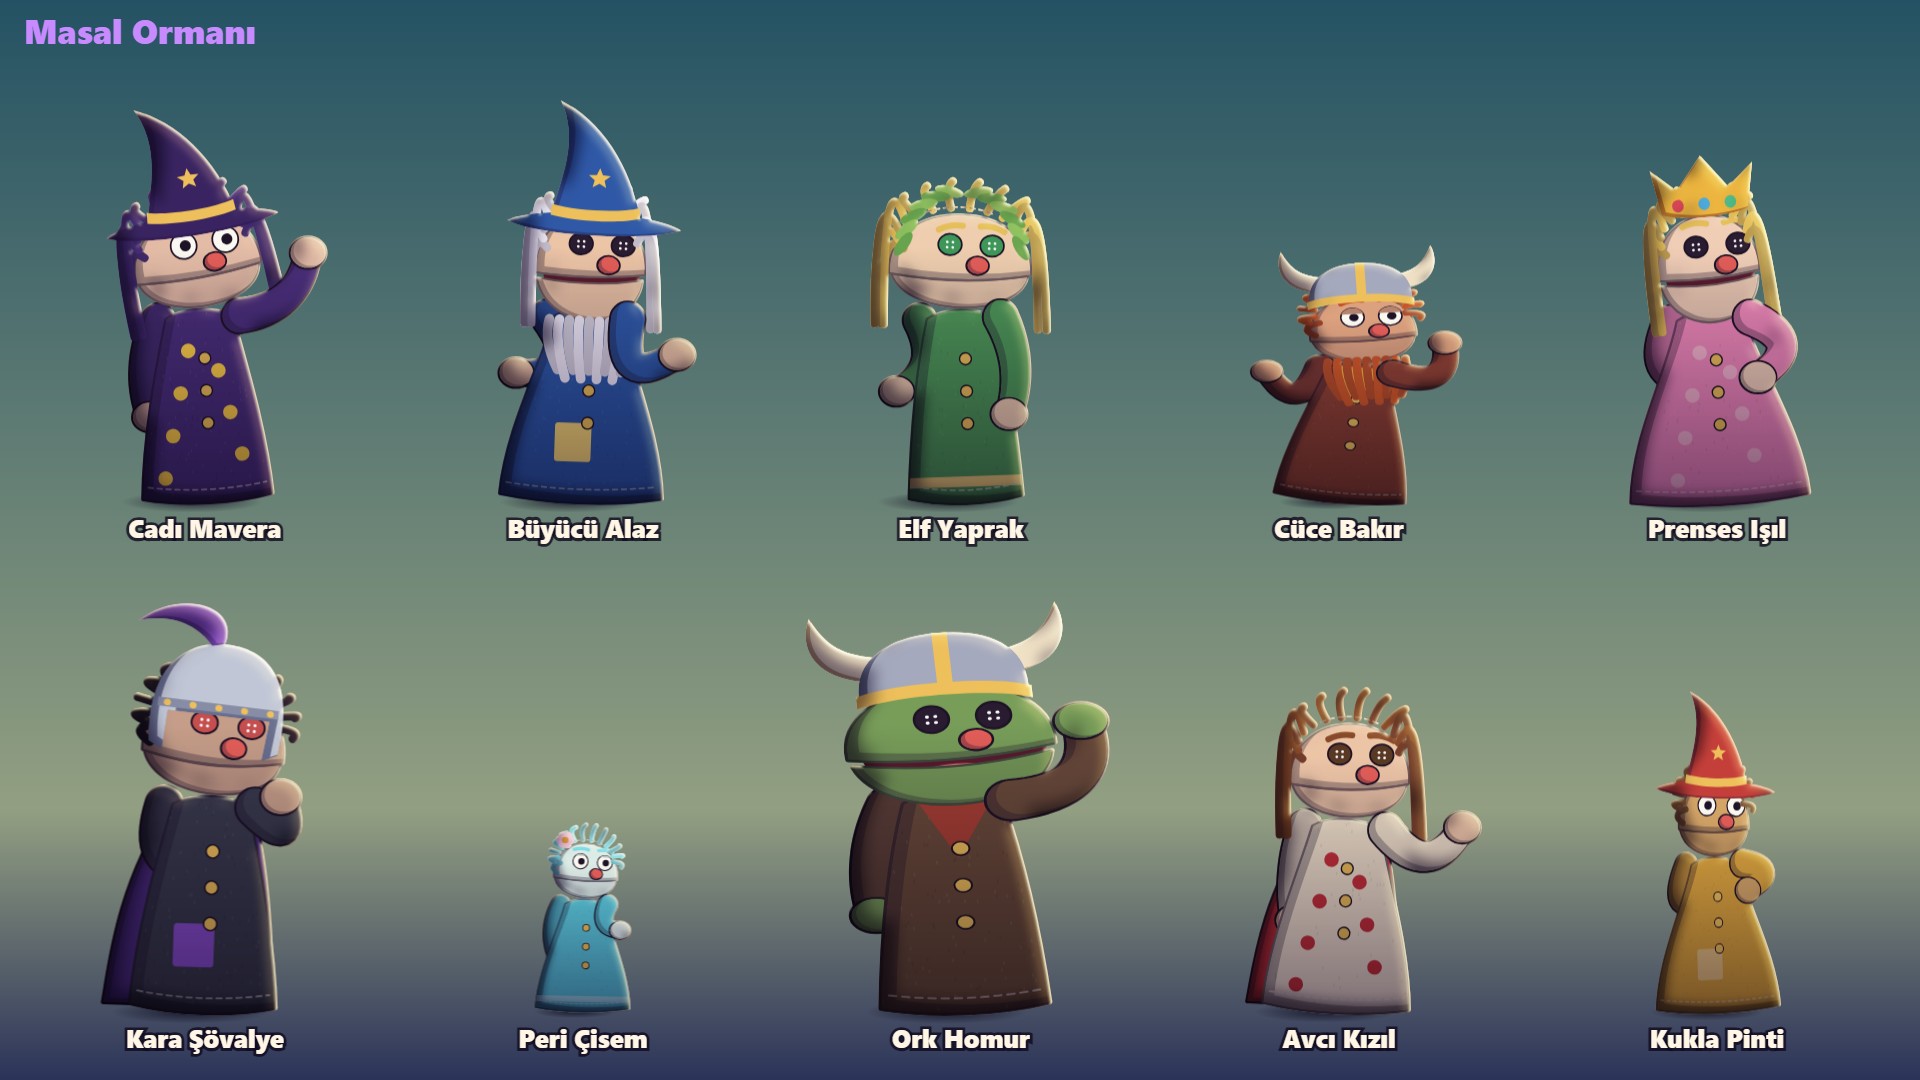 Masal Ormanı
Cadı Mavera
Büyücü Alaz
Elf Yaprak
Cüce Bakır
Prenses Işıl
Kara Şövalye
Peri Çisem
Ork Homur
Avcı Kızıl
Kukla Pinti